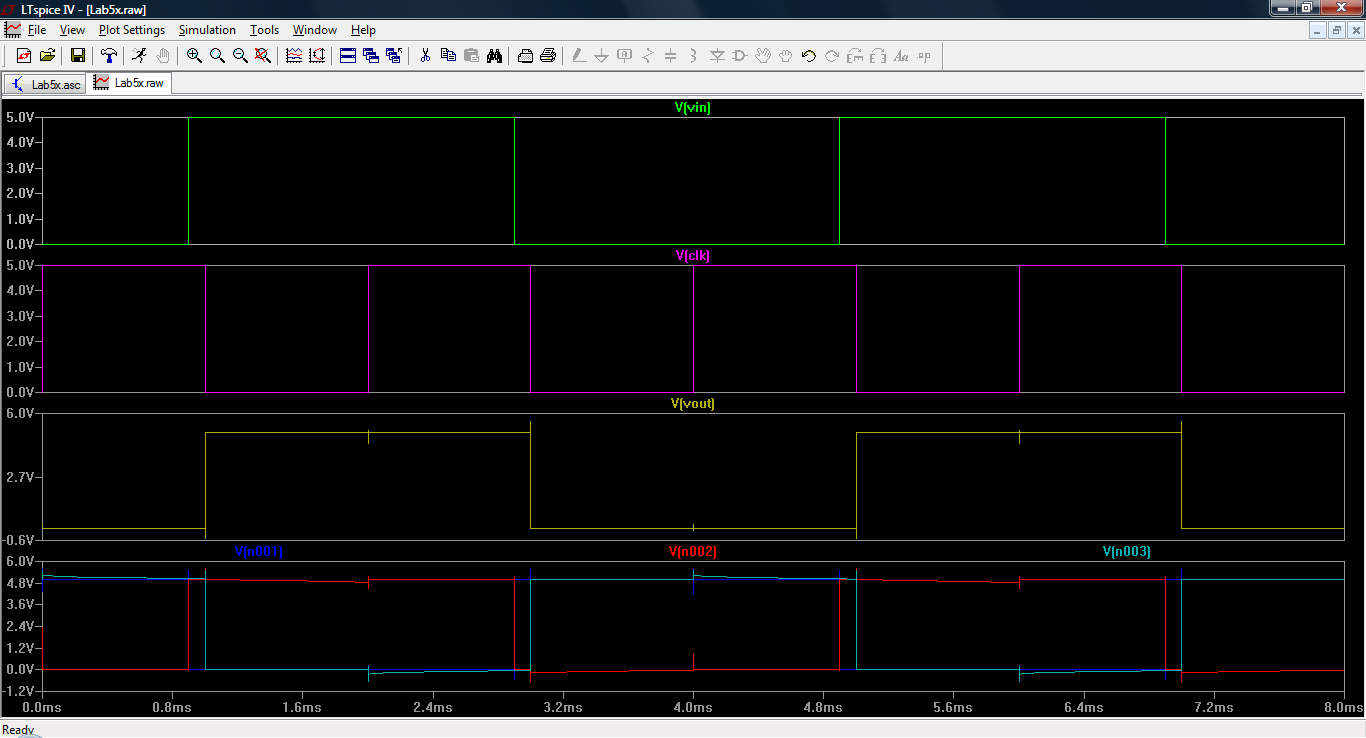 LTspice IV - [Lab5x.raw]
File View Plot Settings Simulation Tools Window Help
Lab5x.asc Lab5x.raw
V(vin)
5.0V
4.0V
3.0V
2.0V
1.0V
0.0V
V(clk)
5.0V
4.0V
3.0V
2.0V
1.0V
0.0V
V(vout)
6.0V
2.7V
-0.6V
V(n001) V(n002) V(n003)
6.0V
4.8V
3.6V
2.4V
1.2V
0.0V
-1.2V
0.0ms 0.8ms 1.6ms 2.4ms 3.2ms 4.0ms 4.8ms 5.6ms 6.4ms 7.2ms 8.0ms
Ready